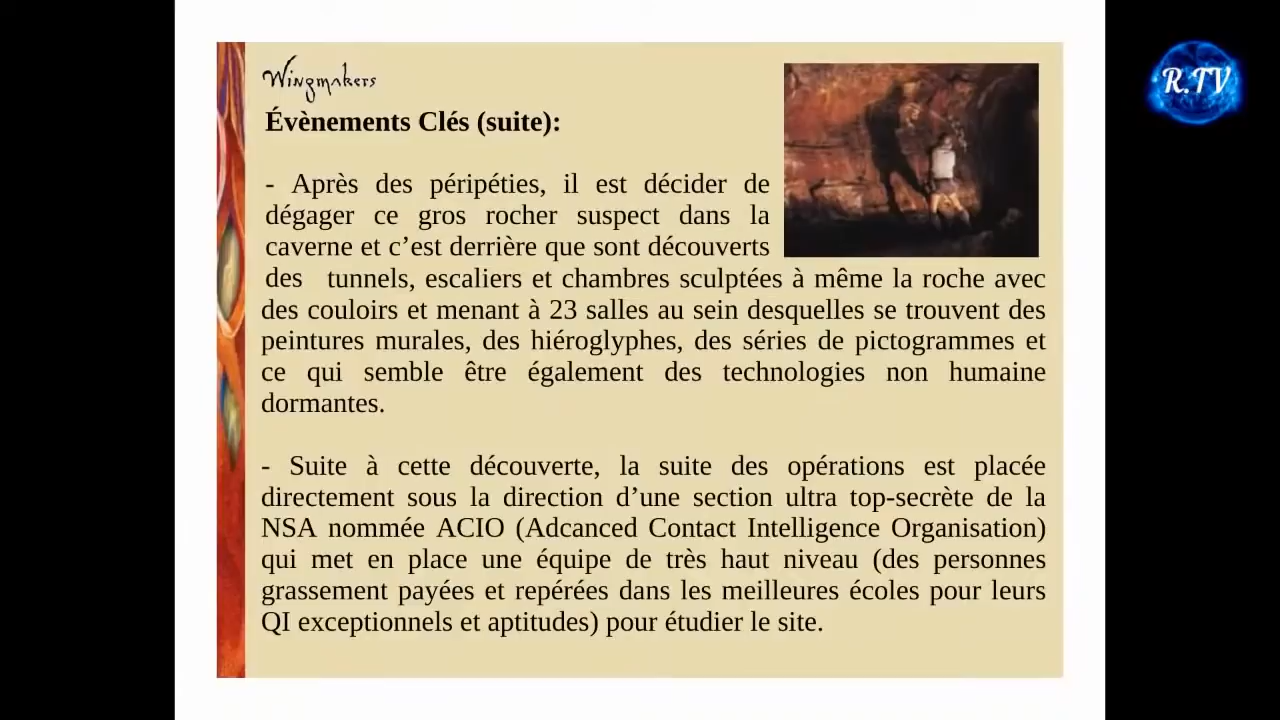 Wingmakers
R.TV
Évènements Clés (suite):
- Après des péripéties, il est décider de
dégager ce gros rocher suspect dans la
caverne et c’est derrière que sont découverts
des tunnels, escaliers et chambres sculptées à même la roche avec
des couloirs et menant à 23 salles au sein desquelles se trouvent des
peintures murales, des hiéroglyphes, des séries de pictogrammes et
ce qui semble être également des technologies non humaine
dormantes.
- Suite à cette découverte, la suite des opérations est placée
directement sous la direction d’une section ultra top-secrète de la
NSA nommée ACIO (Adcanced Contact Intelligence Organisation)
qui met en place une équipe de très haut niveau (des personnes
grassement payées et repérées dans les meilleures écoles pour leurs
QI exceptionnels et aptitudes) pour étudier le site.